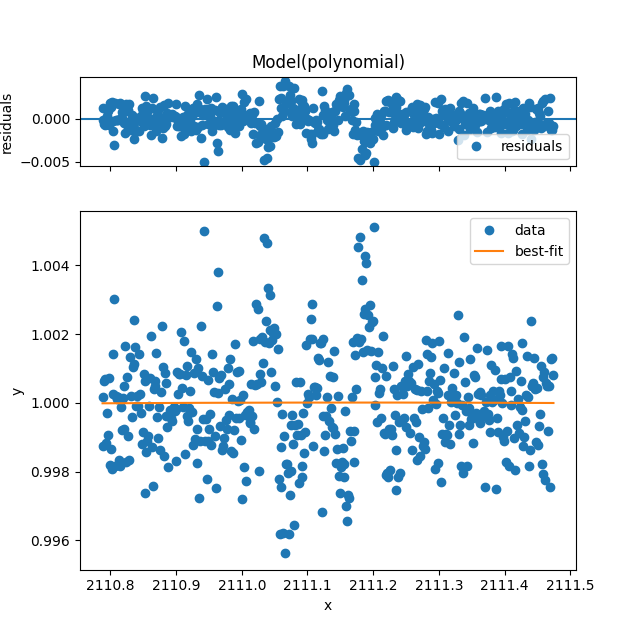 Model(polynomial)
residuals
0.000
−0.005
residuals
data
best-fit
y
1.004
1.002
1.000
0.998
0.996
2110.8 2110.9 2111.0 2111.1 2111.2 2111.3 2111.4 2111.5
x